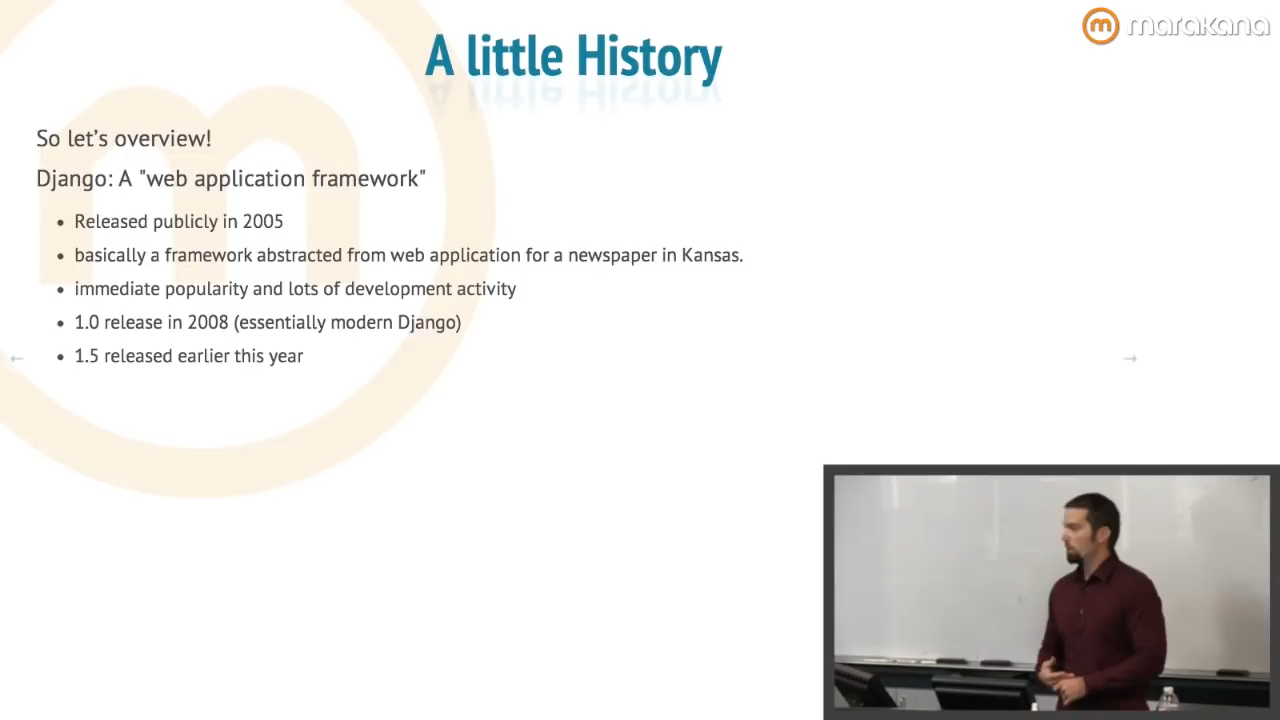 marakana
A little History
So let's overview!
Django: A "web application framework"
• Released publicly in 2005
• basically a framework abstracted from web application for a newspaper in Kansas.
• immediate popularity and lots of development activity
• 1.0 release in 2008 (essentially modern Django)
• 1.5 released earlier this year